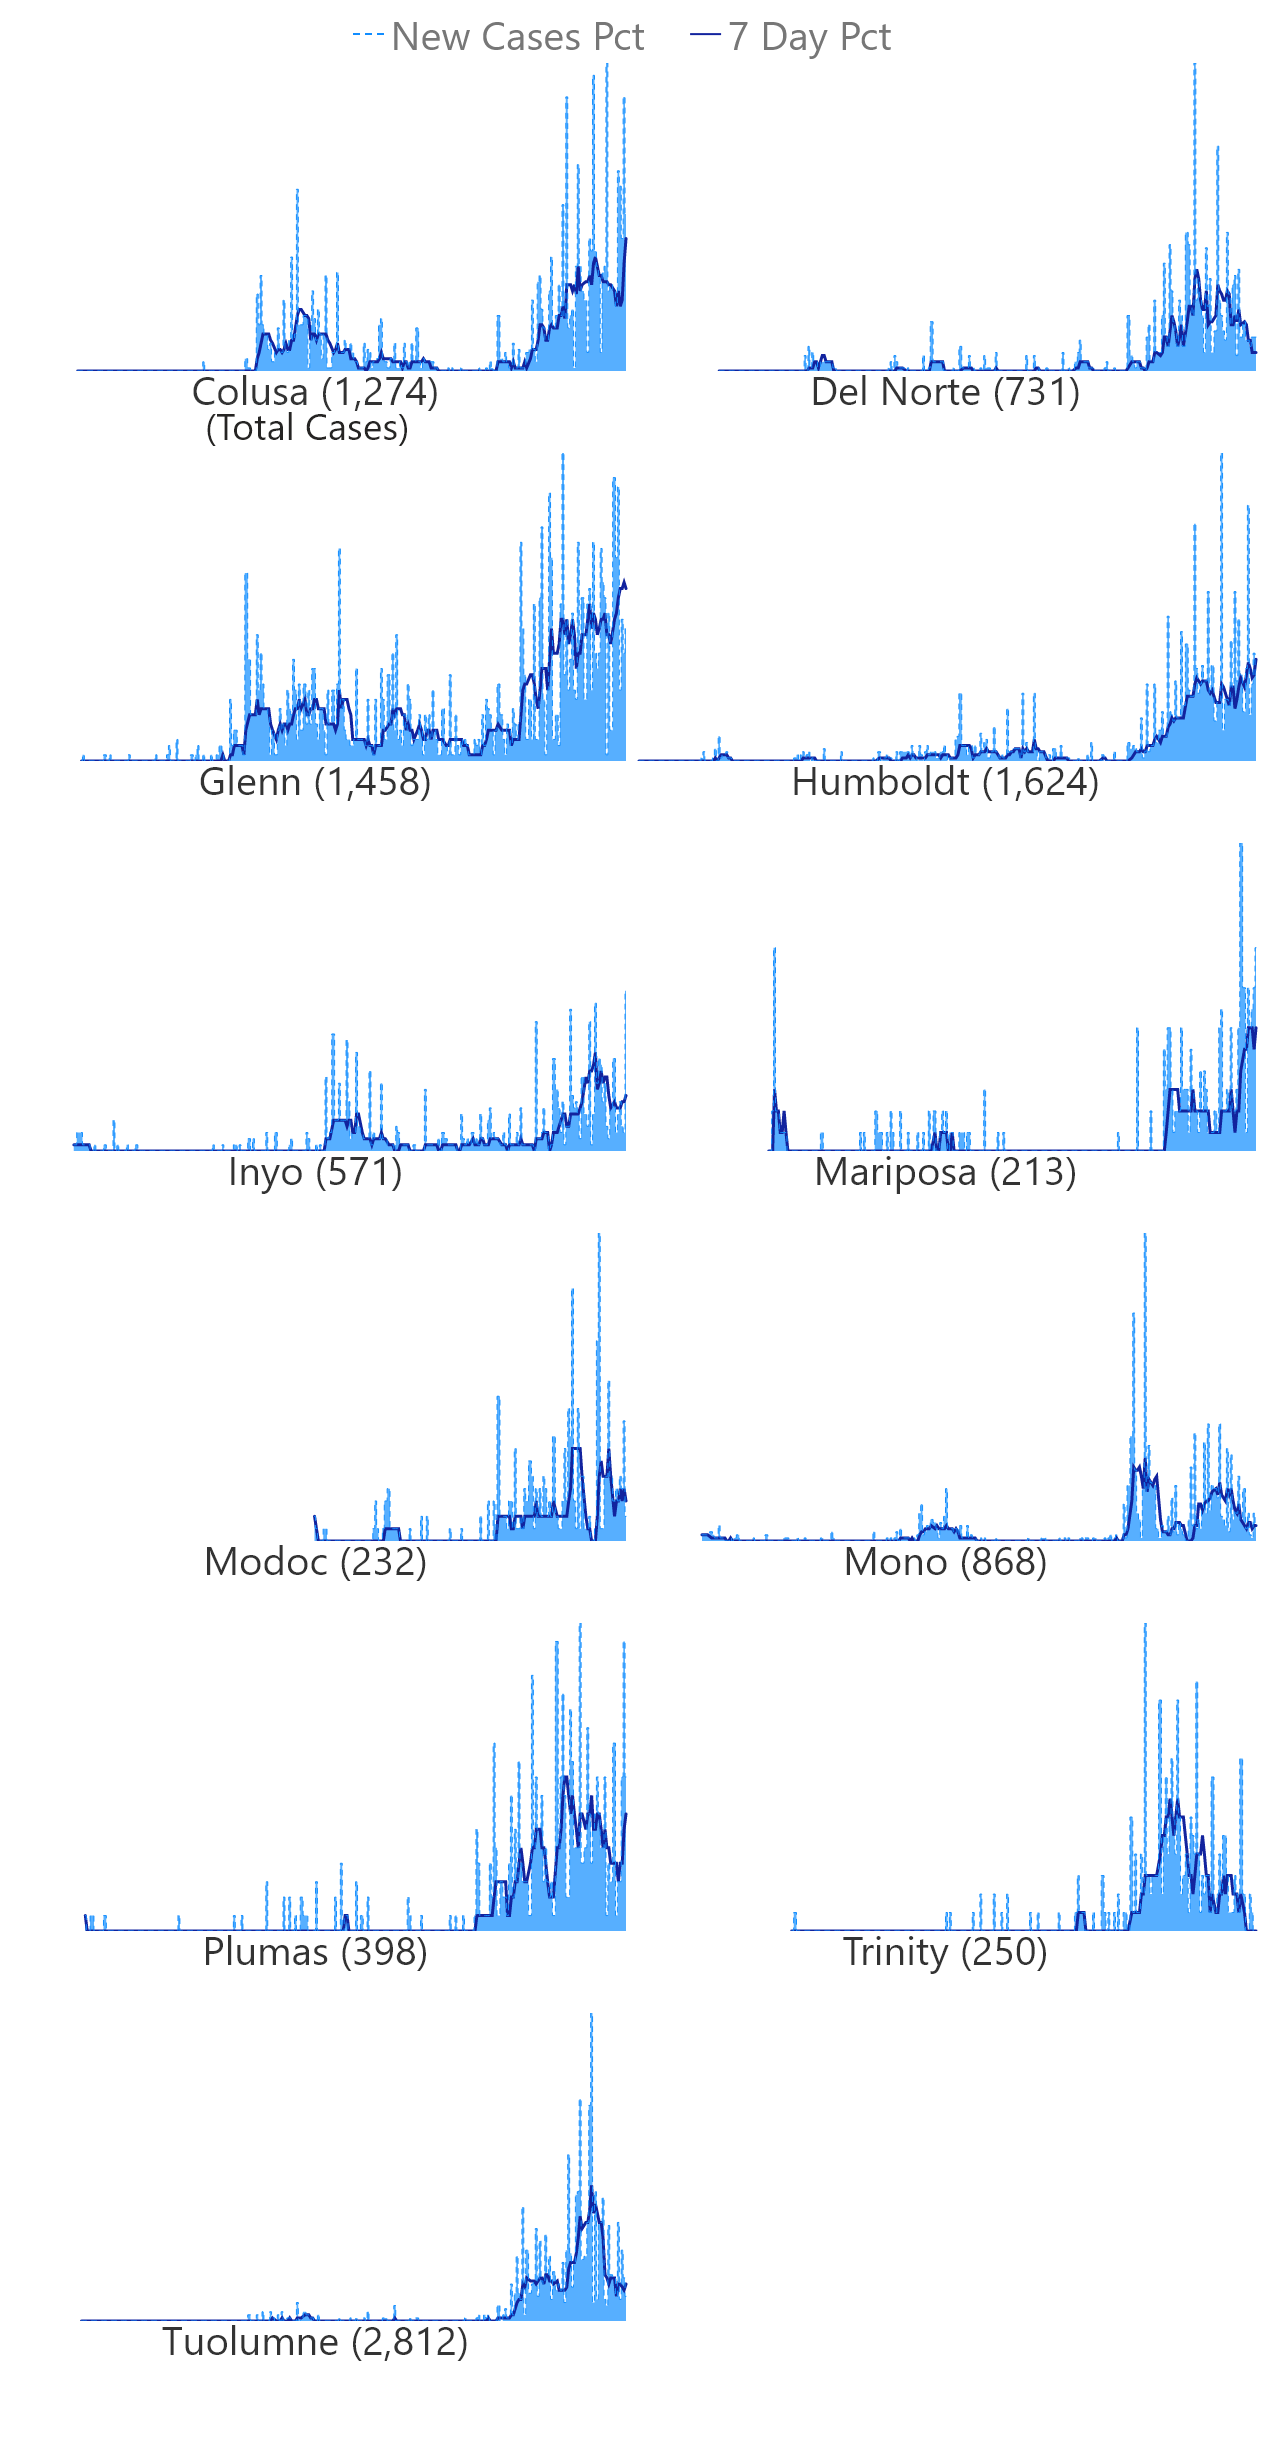 New Cases Pct 7 Day Pct
Colusa (1,274) Del Norte (731)
(Total Cases)
Glenn (1,458) Humboldt (1,624)
Inyo (571) Mariposa (213)
Modoc (232) Mono (868)
Plumas (398) Trinity (250)
Tuolumne (2,812)